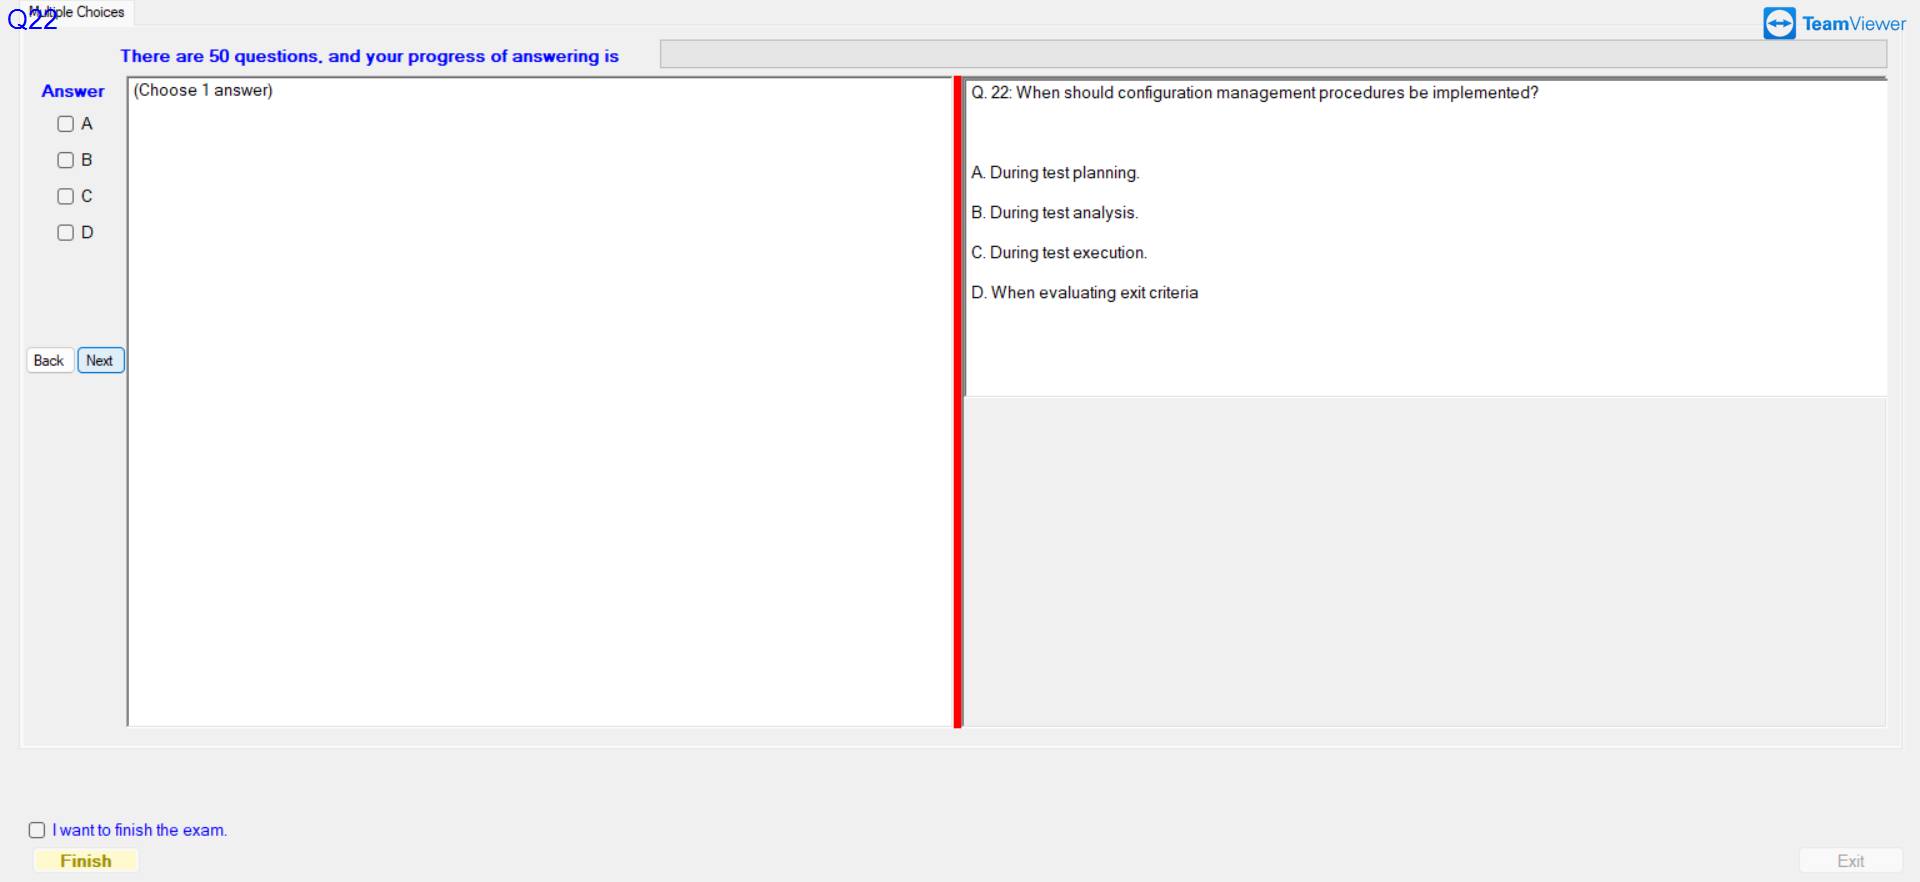 Multiple Choices
Q22
TeamViewer
There are 50 questions, and your progress of answering is
Answer
(Choose 1 answer)
A
B
C
D
Back
Next
Q. 22: When should configuration management procedures be implemented?
A. During test planning.
B. During test analysis.
C. During test execution.
D. When evaluating exit criteria
I want to finish the exam.
Finish
Exit